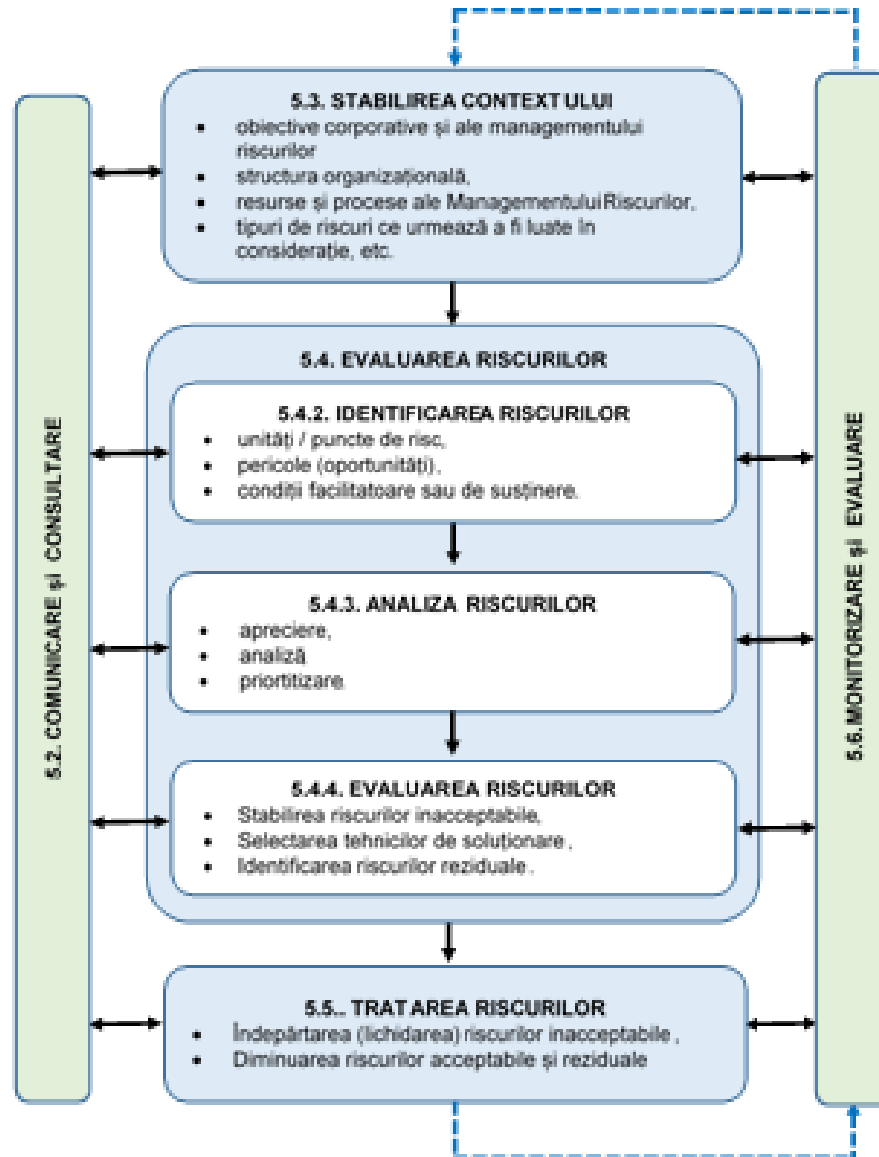 5.3. STABILIREA CONTEXTULUI
• obiective corporative și ale managementului
riscurilor
• structura organizațională,
• resurse și procese ale ManagementuluiRiscurilor,
• tipuri de riscuri ce urmează a fi luate în
considerație, etc.
5.2. COMUNICARE și CONSULTARE
5.4. EVALUAREA RISCURILOR
5.4.2. IDENTIFICAREA RISCURILOR
• unități / puncte de risc,
• pericole (oportunități),
• condiții facilitatoare sau de susținere.
5.4.3. ANALIZA RISCURILOR
• apreciere,
• analiză
• priortitizare
5.4.4. EVALUAREA RISCURILOR
• Stabilirea riscurilor inacceptabile,
• Selectarea tehnicilor de soluționare,
• Identificarea riscurilor reziduale.
5.5.. TRATAREA RISCURILOR
• Îndepărtarea (lichidarea) riscurilor inacceptabile,
• Diminuarea riscurilor acceptabile și reziduale
5.6.MONITORIZARE și EVALUARE